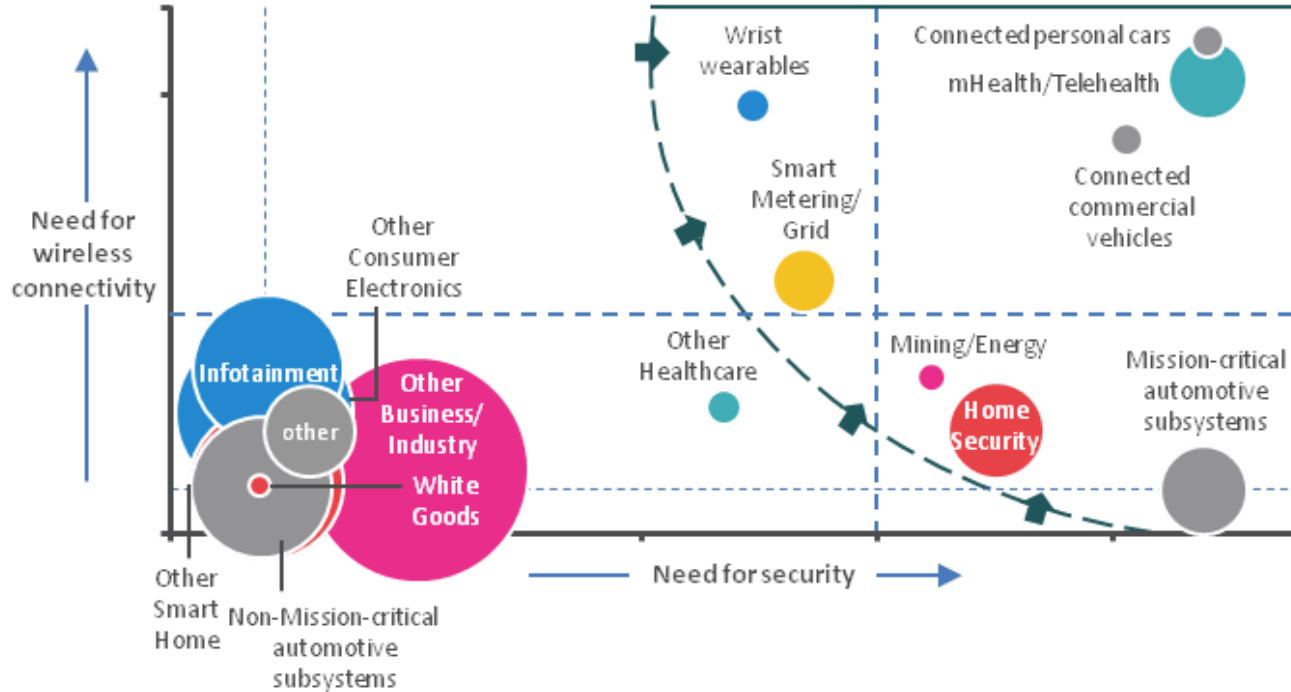 Wrist
wearables
Connected personal cars
mHealth/Telehealth
Connected
commercial
vehicles
Need for
wireless
connectivity
Smart
Metering/
Grid
Other
Consumer
Electronics
Infotainment
Other
Business/
Industry
other
White
Goods
Other
Healthcare
Mining/Energy
Home
Security
Mission-critical
automotive
subsystems
Need for security
Other
Smart
Home
Non-Mission-critical
automotive
subsystems